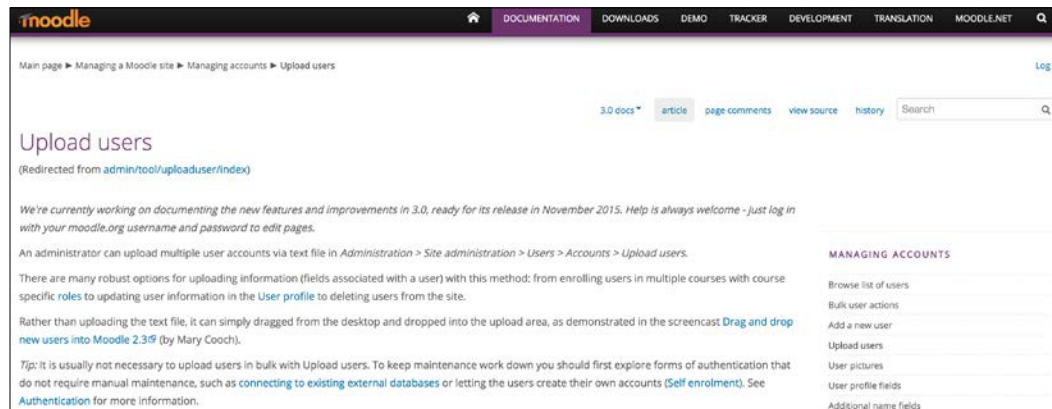 moodle
DOCUMENTATION DOWNLOADS DEMO TRACKER DEVELOPMENT TRANSLATION MOODLE.NET
Main page ► Managing a Moodle site ► Managing accounts ► Upload users
Log
3.0 docs article page comments view source history Search
Upload users
(Redirected from admin/tool/uploaduser/index)
We're currently working on documenting the new features and improvements in 3.0, ready for its release in November 2015. Help is always welcome - just log in
with your moodle.org username and password to edit pages.
An administrator can upload multiple user accounts via text file in Administration > Site administration > Users > Accounts > Upload users.
There are many robust options for uploading information (fields associated with a user) with this method: from enrolling users in multiple courses with course
specific roles to updating user information in the User profile to deleting users from the site.
Rather than uploading the text file, it can simply dragged from the desktop and dropped into the upload area, as demonstrated in the screencast Drag and drop
new users into Moodle 2.3 (by Mary Cooch).
Tip: It is usually not necessary to upload users in bulk with Upload users. To keep maintenance work down you should first explore forms of authentication that
do not require manual maintenance, such as connecting to existing external databases or letting the users create their own accounts (Self enrolment). See
Authentication for more information.
MANAGING ACCOUNTS
Browse list of users
Bulk user actions
Add a new user
Upload users
User pictures
User profile fields
Additional name fields